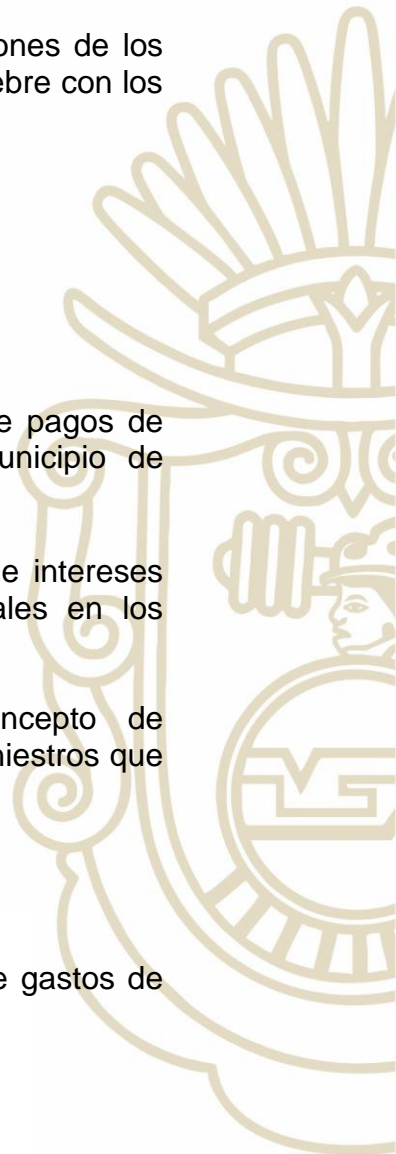 ones de los
ebre con los
e pagos de
unicipio de
e intereses
ales en los
ncepto de
niestros que
e gastos de